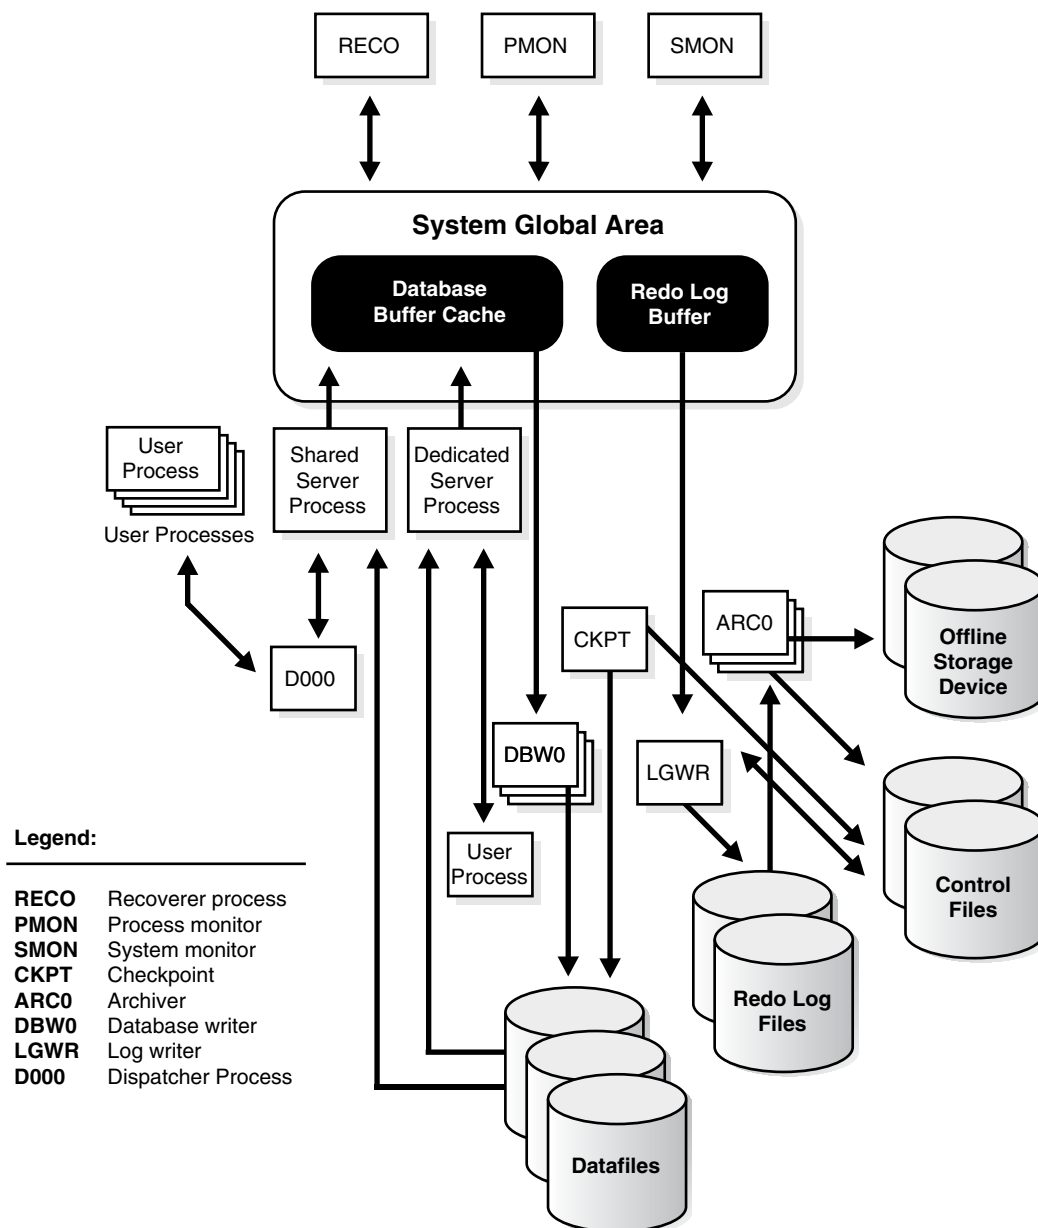 RECO
PMON
SMON
System Global Area
Database
Buffer Cache
Redo Log
Buffer
User
Process
User Processes
Shared
Server
Process
Dedicated
Server
Process
D000
CKPT
ARC0
Offline
Storage
Device
DBW0
LGWR
User
Process
Control
Files
Redo Log
Files
Datafiles
Legend:
RECO Recoverer process
PMON Process monitor
SMON System monitor
CKPT Checkpoint
ARC0 Archiver
DBW0 Database writer
LGWR Log writer
D000 Dispatcher Process